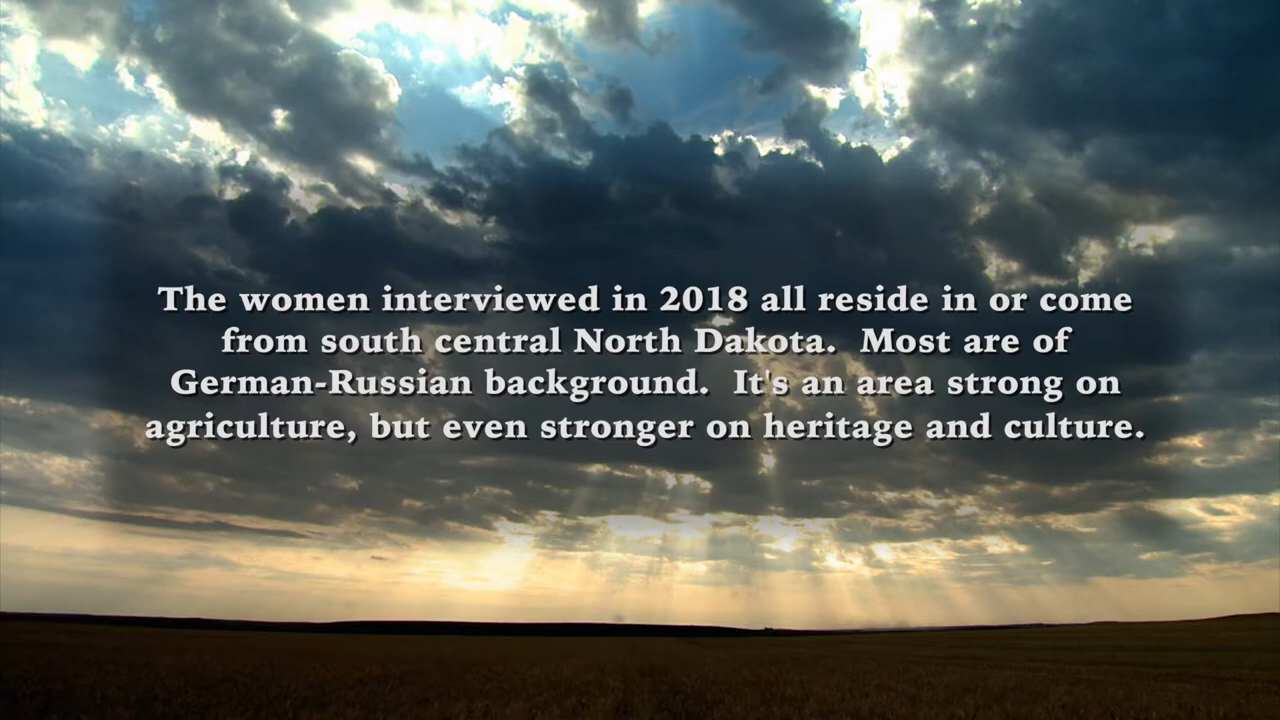 The women interviewed in 2018 all reside in or come
from south central North Dakota.  Most are of
German-Russian background.  It's an area strong on
agriculture, but even stronger on heritage and culture.